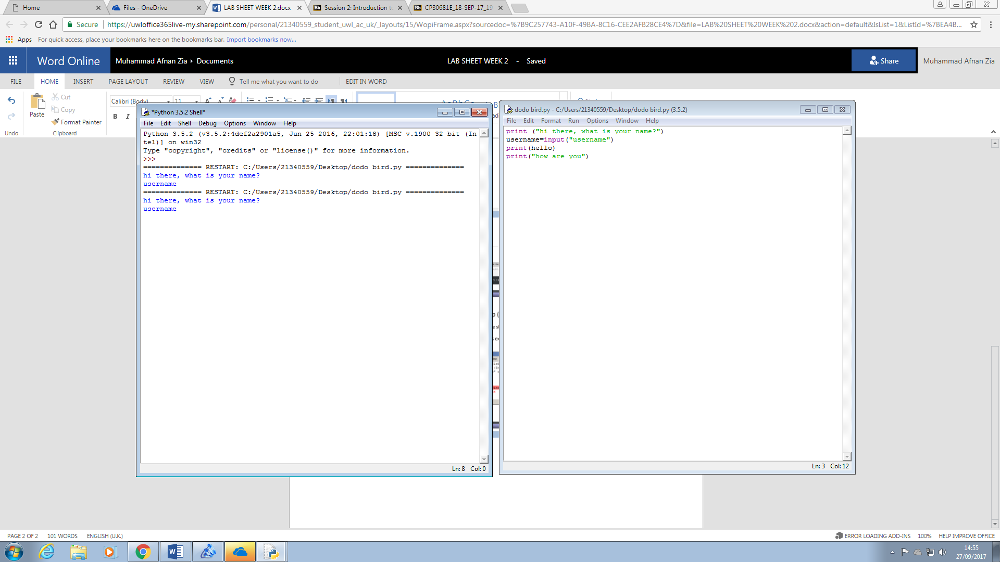 Home
Files - OneDrive
LAB SHEET WEEK 2.docx
Session 2: Introduction t
CP30681E_18-SEP-17_19
Secure
https://uwloffice365live-my.sharepoint.com/personal/21340559_student_uwl_ac_uk/_layouts/15/WopiFrame.aspx?sourcedoc=%7B9C257743-A10F-49BA-8C16-CEE2AFB28CE4%7D&file=LAB%20SHEET%20WEEK%202.docx&action=default&IsList=1&ListId=%7BEA4B...
Apps
For quick access, place your bookmarks here on the bookmarks bar. Import bookmarks now...
Word Online
Muhammad Afnan Zia ▸ Documents
LAB SHEET WEEK 2 - Saved
Share
Muhammad Afnan Zia
FILE HOME INSERT PAGE LAYOUT REVIEW VIEW Tell me what you want to do EDIT IN WORD
Paste
Cut
Copy
Format Painter
Undo
Clipboard
Calibri (Body) 11
B I
*Python 3.5.2 Shell*
File Edit Shell Debug Options Window Help
Python 3.5.2 (v3.5.2:4def2a2901a5, Jun 25 2016, 22:01:18) [MSC v.1900 32 bit (In
tel)] on win32
Type "copyright", "credits" or "license()" for more information.
>>>
============== RESTART: C:/Users/21340559/Desktop/dodo bird.py ==============
hi there, what is your name?
username
============== RESTART: C:/Users/21340559/Desktop/dodo bird.py ==============
hi there, what is your name?
username
Ln: 8 Col: 0
dodo bird.py - C:/Users/21340559/Desktop/dodo bird.py (3.5.2)
File Edit Format Run Options Window Help
print ("hi there, what is your name?")
username=input("username")
print(hello)
print("how are you")
Ln: 3 Col: 12
PAGE 2 OF 2 101 WORDS ENGLISH (U.K.)
ERROR LOADING ADD-INS 100% HELP IMPROVE OFFICE
14:55
27/09/2017